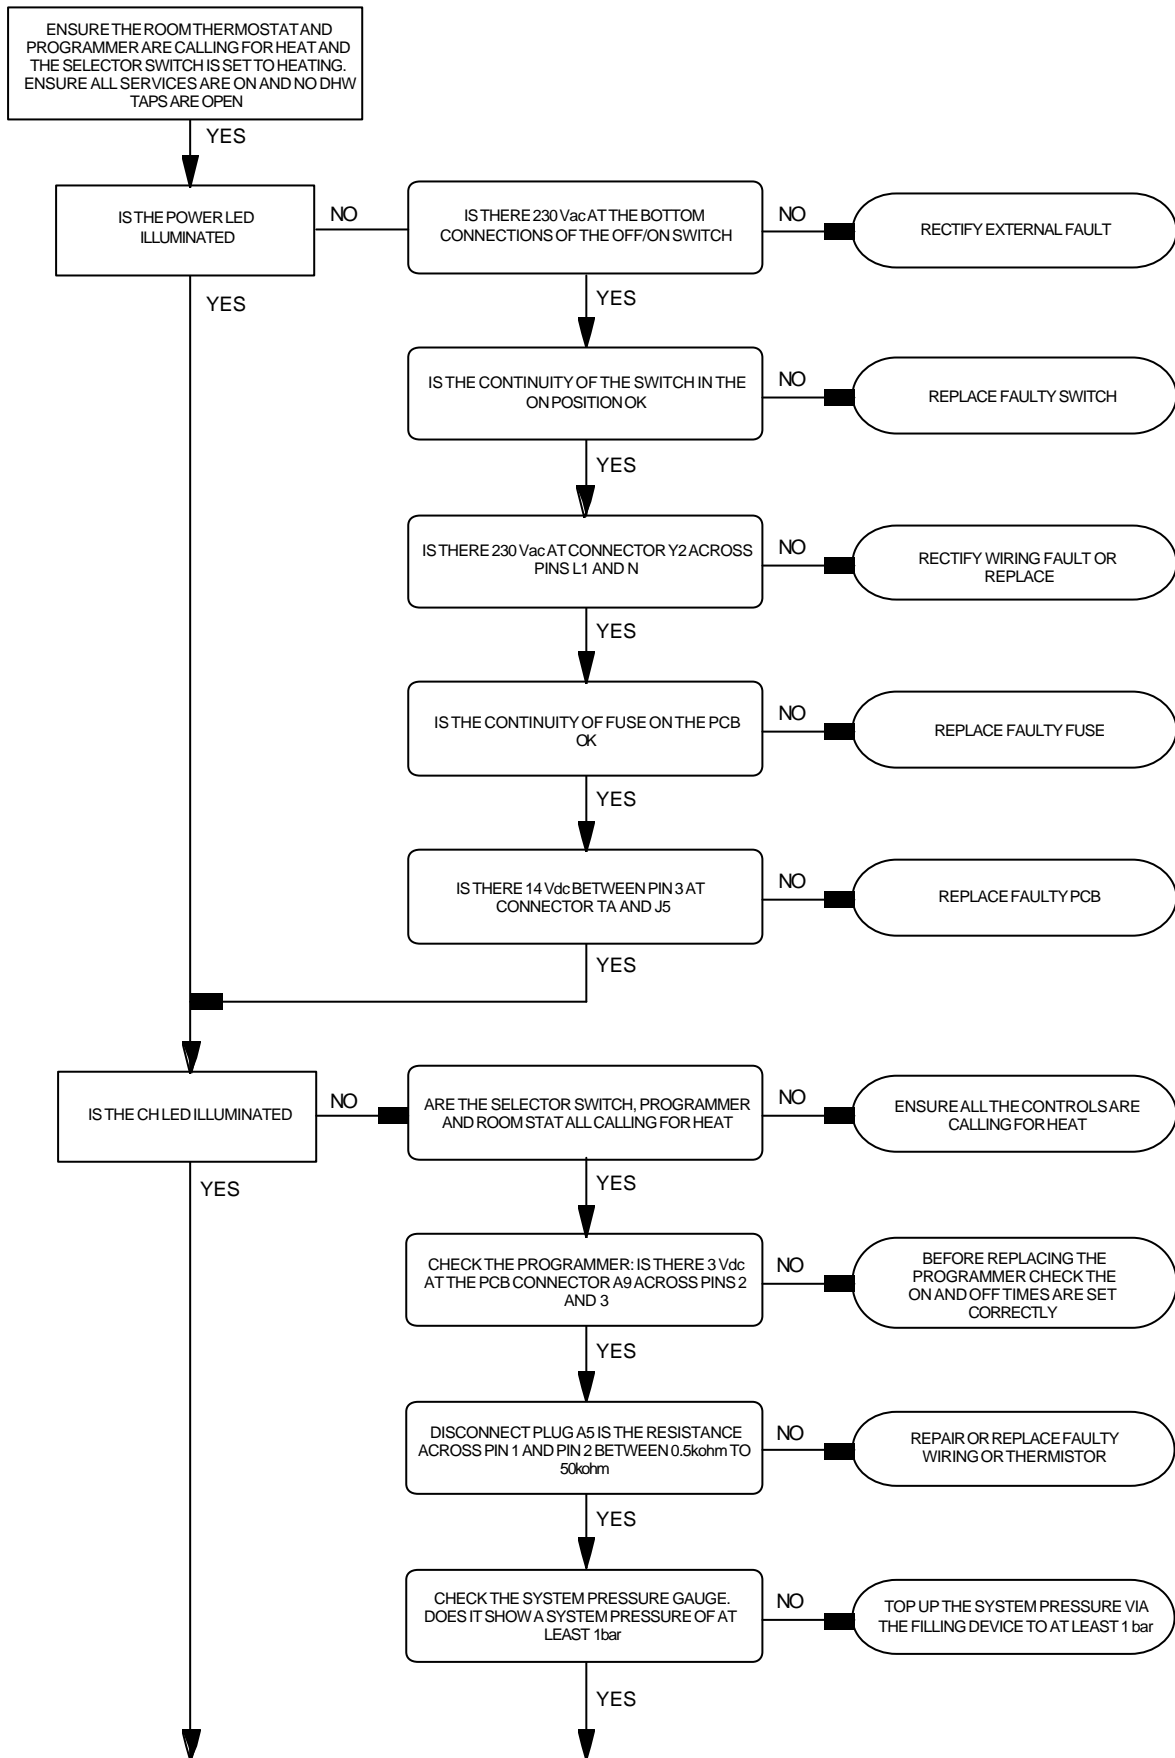 ENSURE THE ROOM THERMOSTAT AND
PROGRAMMER ARE CALLING FOR HEAT AND
THE SELECTOR SWITCH IS SET TO HEATING.
ENSURE ALL SERVICES ARE ON AND NO DHW
TAPS ARE OPEN
YES
IS THE POWER LED
ILLUMINATED
NO
IS THERE 230 Vac AT THE BOTTOM
CONNECTIONS OF THE OFF/ON SWITCH
NO
RECTIFY EXTERNAL FAULT
YES
YES
IS THE CONTINUITY OF THE SWITCH IN THE
ON POSITION OK
NO
REPLACE FAULTY SWITCH
YES
IS THERE 230 Vac AT CONNECTOR Y2 ACROSS
PINS L1 AND N
NO
RECTIFY WIRING FAULT OR
REPLACE
YES
IS THE CONTINUITY OF FUSE ON THE PCB
OK
NO
REPLACE FAULTY FUSE
YES
IS THERE 14 Vdc BETWEEN PIN 3 AT
CONNECTOR TA AND J5
NO
REPLACE FAULTY PCB
YES
IS THE CH LED ILLUMINATED
NO
ARE THE SELECTOR SWITCH, PROGRAMMER
AND ROOM STAT ALL CALLING FOR HEAT
NO
ENSURE ALL THE CONTROLS ARE
CALLING FOR HEAT
YES
YES
CHECK THE PROGRAMMER: IS THERE 3 Vdc
AT THE PCB CONNECTOR A9 ACROSS PINS 2
AND 3
NO
BEFORE REPLACING THE
PROGRAMMER CHECK THE
ON AND OFF TIMES ARE SET
CORRECTLY
YES
DISCONNECT PLUG A5 IS THE RESISTANCE
ACROSS PIN 1 AND PIN 2 BETWEEN 0.5kohm TO
50kohm
NO
REPAIR OR REPLACE FAULTY
WIRING OR THERMISTOR
YES
CHECK THE SYSTEM PRESSURE GAUGE.
DOES IT SHOW A SYSTEM PRESSURE OF AT
LEAST 1bar
NO
TOP UP THE SYSTEM PRESSURE VIA
THE FILLING DEVICE TO AT LEAST 1 bar
YES